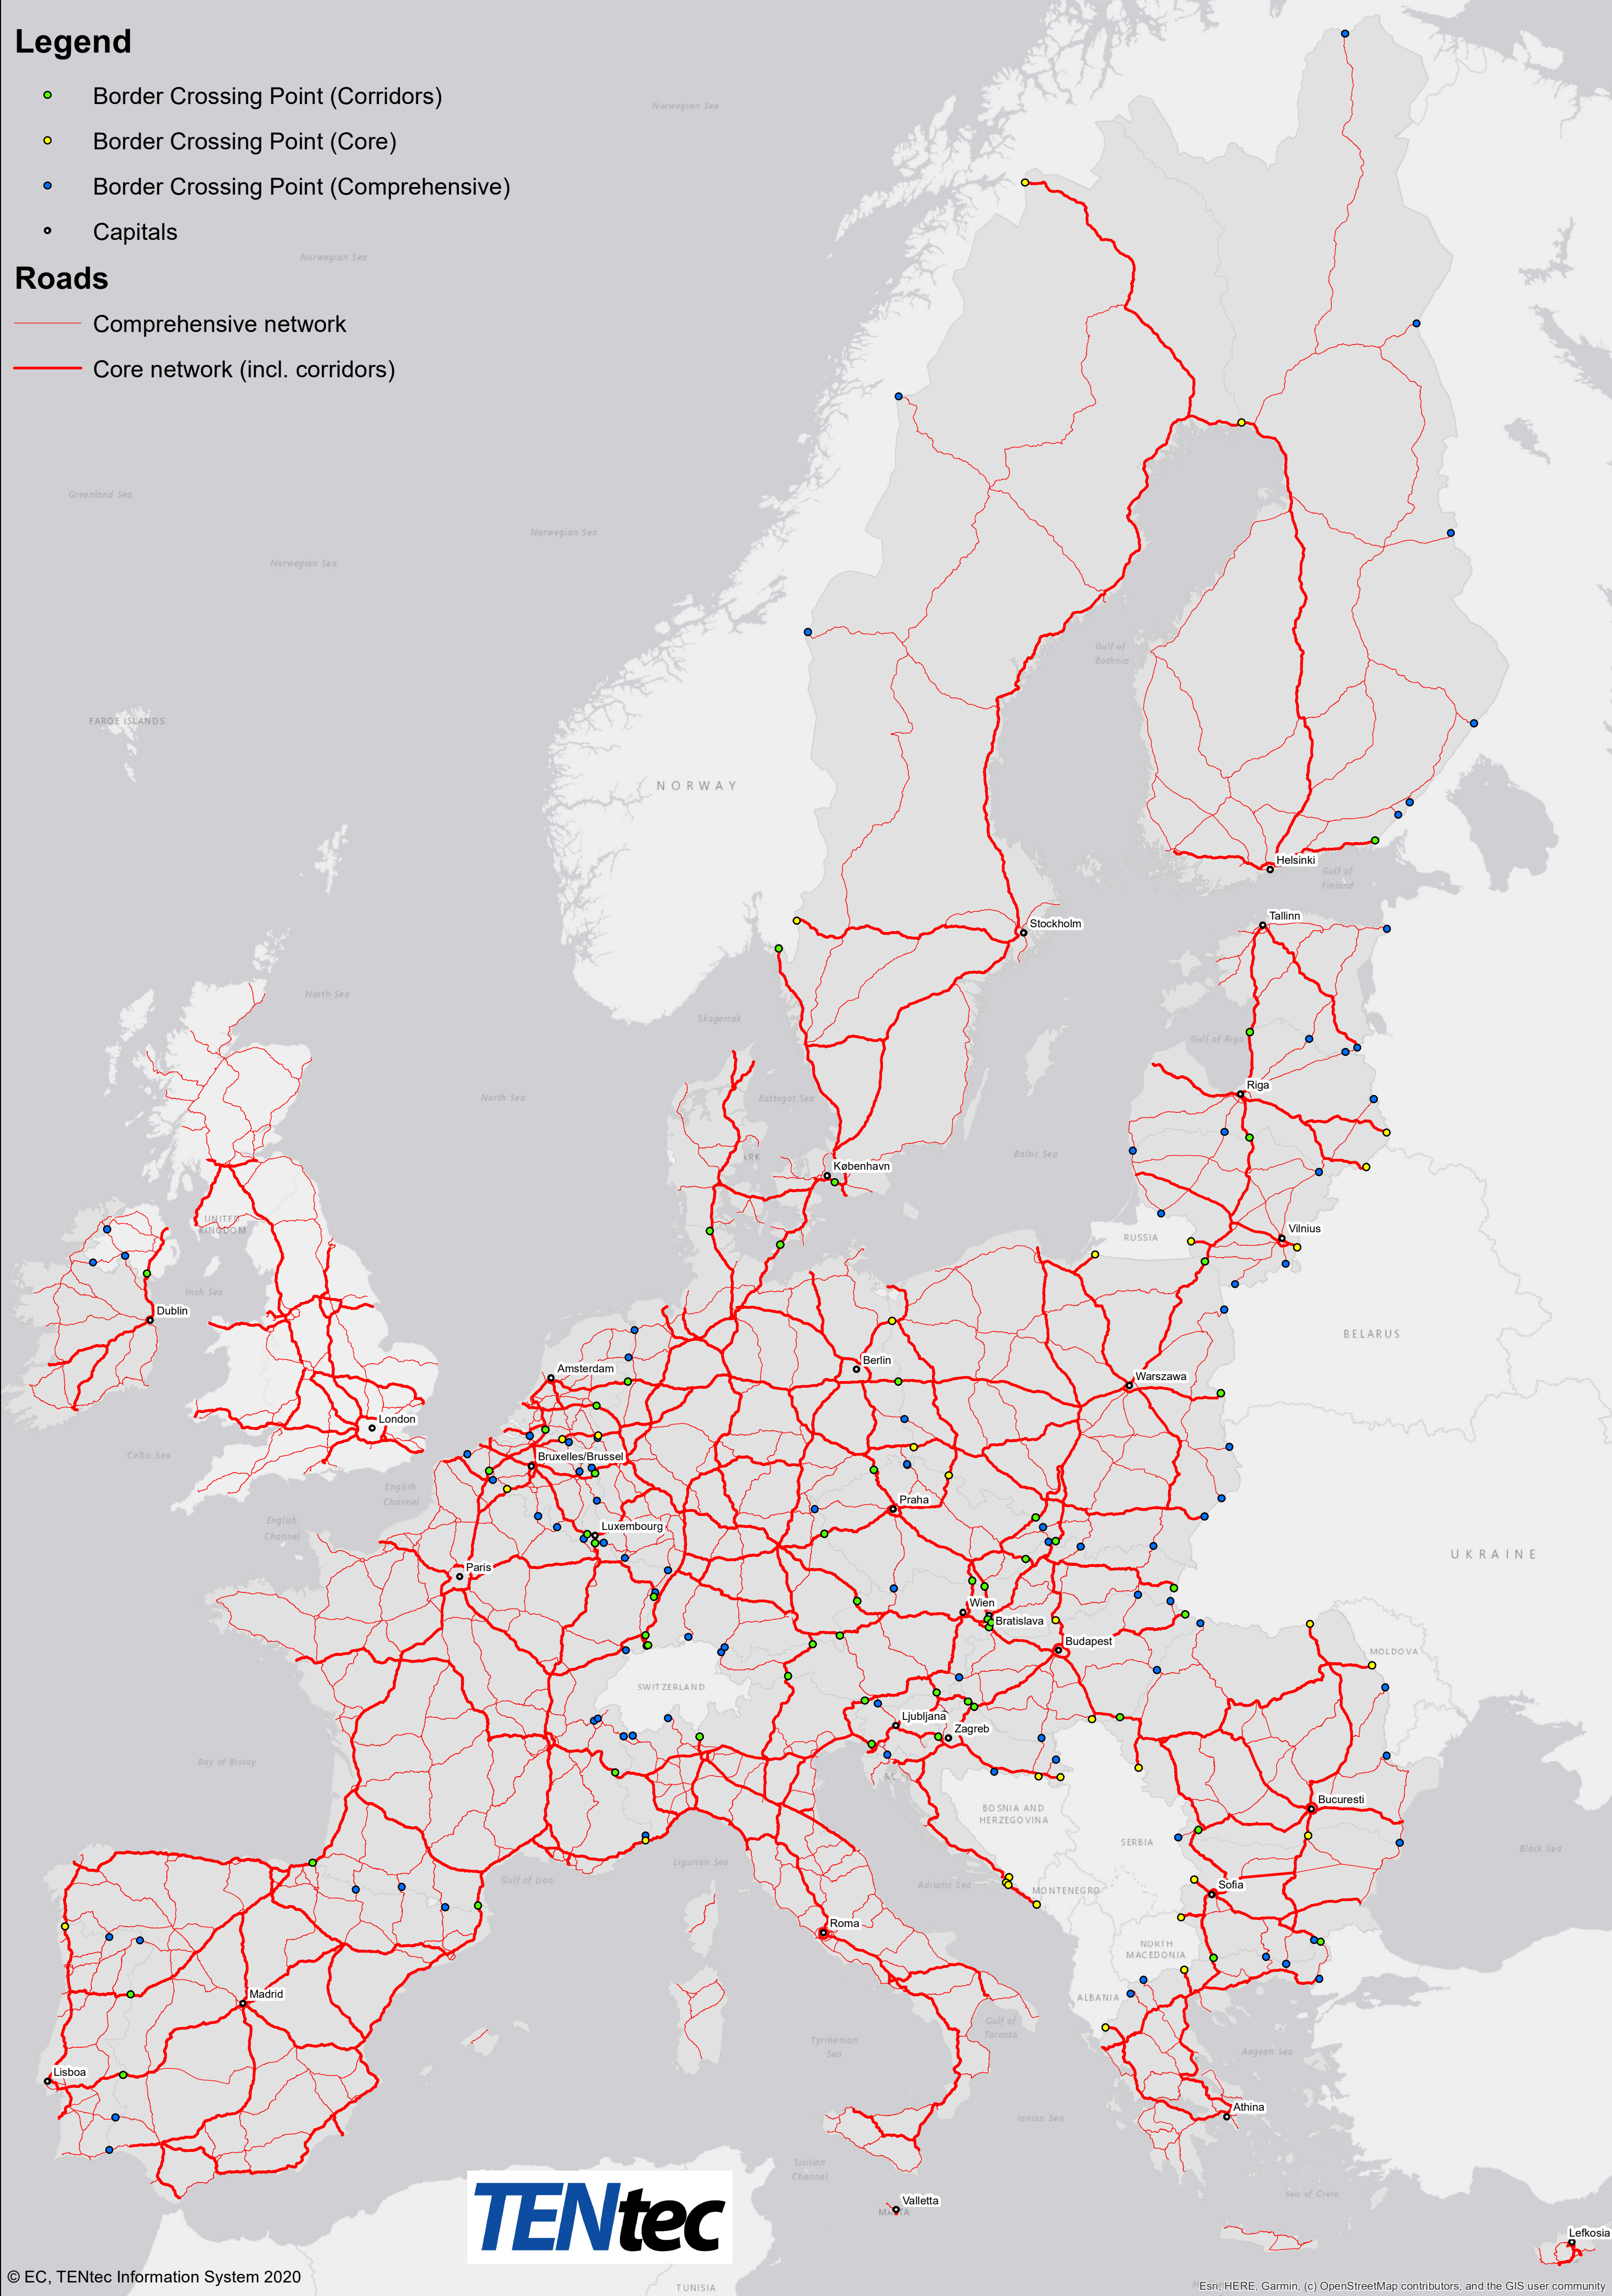 Legend
Border Crossing Point (Corridors)
Border Crossing Point (Core)
Border Crossing Point (Comprehensive)
Capitals
Roads
Comprehensive network
Core network (incl. corridors)
Norwegian Sea
Norwegian Sea
Greenland Sea
Norwegian Sea
Norwegian Sea
Gulf of
Bothnia
FAROE ISLANDS
NORWAY
Helsinki
Gulf of
Finland
Tallinn
Stockholm
North Sea
Skagerrak
Gulf of Riga
Riga
North Sea
Kattegat Sea
Baltic Sea
ARK
København
UNITED
KINGDOM
Vilnius
RUSSIA
Irish Sea
Dublin
BELARUS
Berlin
Amsterdam
Warszawa
London
Celtic Sea
Bruxelles/Brussel
English
Channel
Praha
English
Channel
Luxembourg
UKRAINE
Paris
Wien
Bratislava
Budapest
MOLDOVA
SWITZERLAND
Ljubljana
Zagreb
Bay of Biscay
Bucuresti
BOSNIA AND
HERZEGOVINA
SERBIA
Black Sea
Ligurian Sea
Gulf of Lion
Adriatic Sea
MONTENEGRO
Sofia
Roma
NORTH
MACEDONIA
Madrid
ALBANIA
Gulf of
Taranto
Tyrrhenian
Sea
Aegean Sea
Lisboa
Athina
Ionian Sea
Sicilian
Channel
Sea of Crete
TENtec
Valletta
MALTA
Lefkosia
© EC, TENtec Information System 2020
TUNISIA
Esri, HERE, Garmin, (c) OpenStreetMap contributors, and the GIS user community